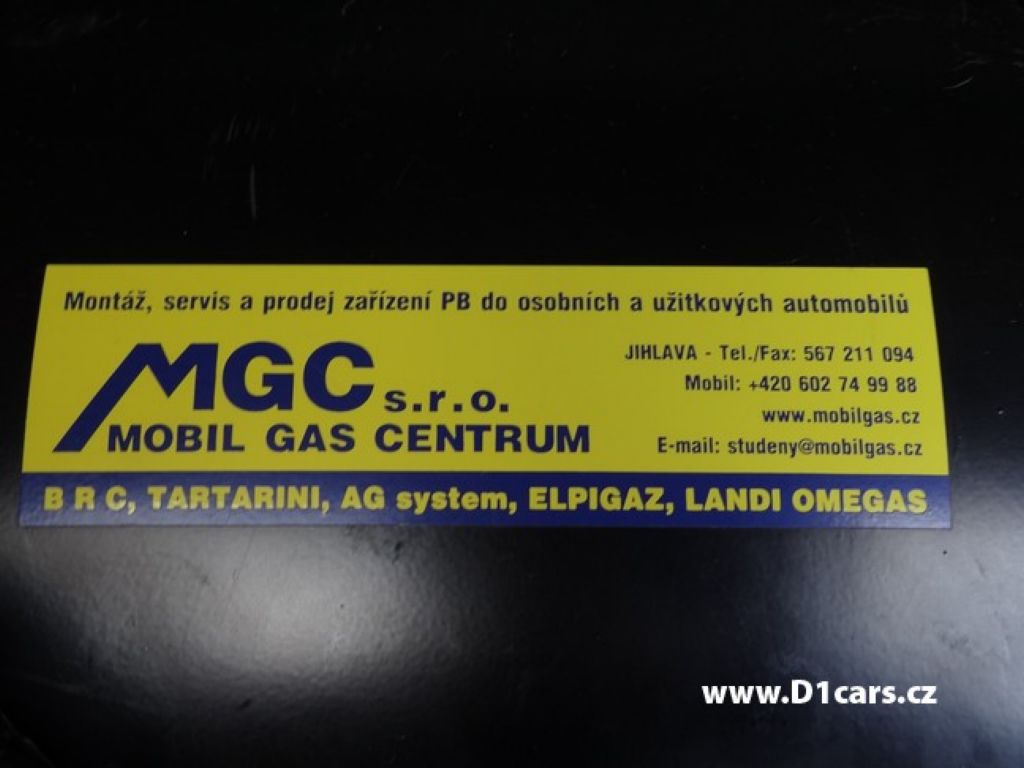 Montáž, servis a prodej zařízení PB do osobních a užitkových automobilů
MGC s.r.o.
MOBIL GAS CENTRUM
JIHLAVA - Tel./Fax: 567 211 094
Mobil: +420 602 74 99 88
www.mobilgas.cz
E-mail: studeny@mobilgas.cz
B R C, TARTARINI, AG system, ELPIGAZ, LANDI OMEGAS
www.D1cars.cz